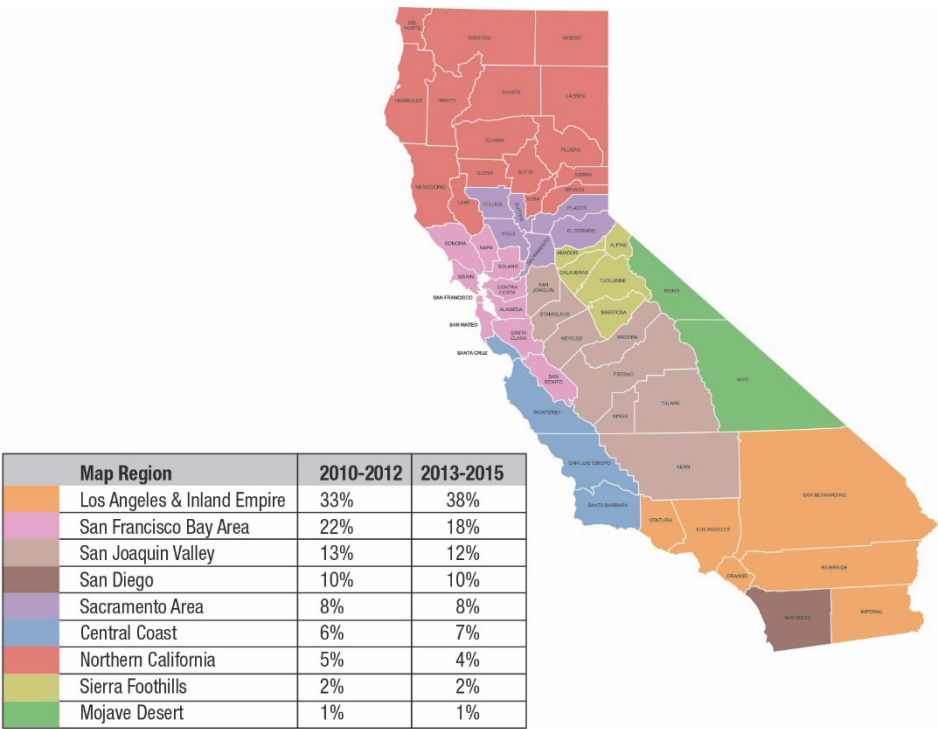 DEL
NORTE
SISKIYOU
MODOC
HUMBOLDT
TRINITY
SHASTA
LASSEN
TEHAMA
PLUMAS
MENDOCINO
GLENN
BUTTE
SIERRA
NEVADA
LAKE
COLUSA
SUTTER
YUBA
PLACER
YOLO
EL DORADO
SACRAMENTO
SONOMA
NAPA
SOLANO
AMADOR
ALPINE
MARIN
CONTRA
COSTA
SAN
JOAQUIN
CALAVERAS
TUOLUMNE
MONO
SAN FRANCISCO
ALAMEDA
STANISLAUS
MARIPOSA
SAN MATEO
SANTA
CLARA
MERCED
MADERA
SANTA CRUZ
SAN
BENITO
FRESNO
INYO
MONTEREY
KINGS
TULARE
SAN LUIS OBISPO
KERN
SAN BERNARDINO
SANTA BARBARA
VENTURA
LOS ANGELES
ORANGE
RIVERSIDE
SAN DIEGO
IMPERIAL
Map Region 2010-2012 2013-2015
Los Angeles & Inland Empire 33% 38%
San Francisco Bay Area 22% 18%
San Joaquin Valley 13% 12%
San Diego 10% 10%
Sacramento Area 8% 8%
Central Coast 6% 7%
Northern California 5% 4%
Sierra Foothills 2% 2%
Mojave Desert 1% 1%